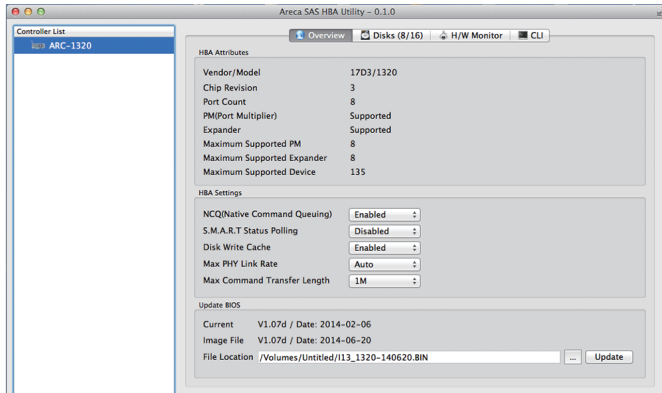 Areca SAS HBA Utility – 0.1.0
Controller List
ARC-1320
Overview Disks (8/16) H/W Monitor CLI
HBA Attributes
Vendor/Model 17D3/1320
Chip Revision 3
Port Count 8
PM(Port Multiplier) Supported
Expander Supported
Maximum Supported PM 8
Maximum Supported Expander 8
Maximum Supported Device 135
HBA Settings
NCQ(Native Command Queuing) Enabled
S.M.A.R.T Status Polling Disabled
Disk Write Cache Enabled
Max PHY Link Rate Auto
Max Command Transfer Length 1M
Update BIOS
Current V1.07d / Date: 2014-02-06
Image File V1.07d / Date: 2014-06-20
File Location /Volumes/Untitled/I13_1320-140620.BIN ... Update